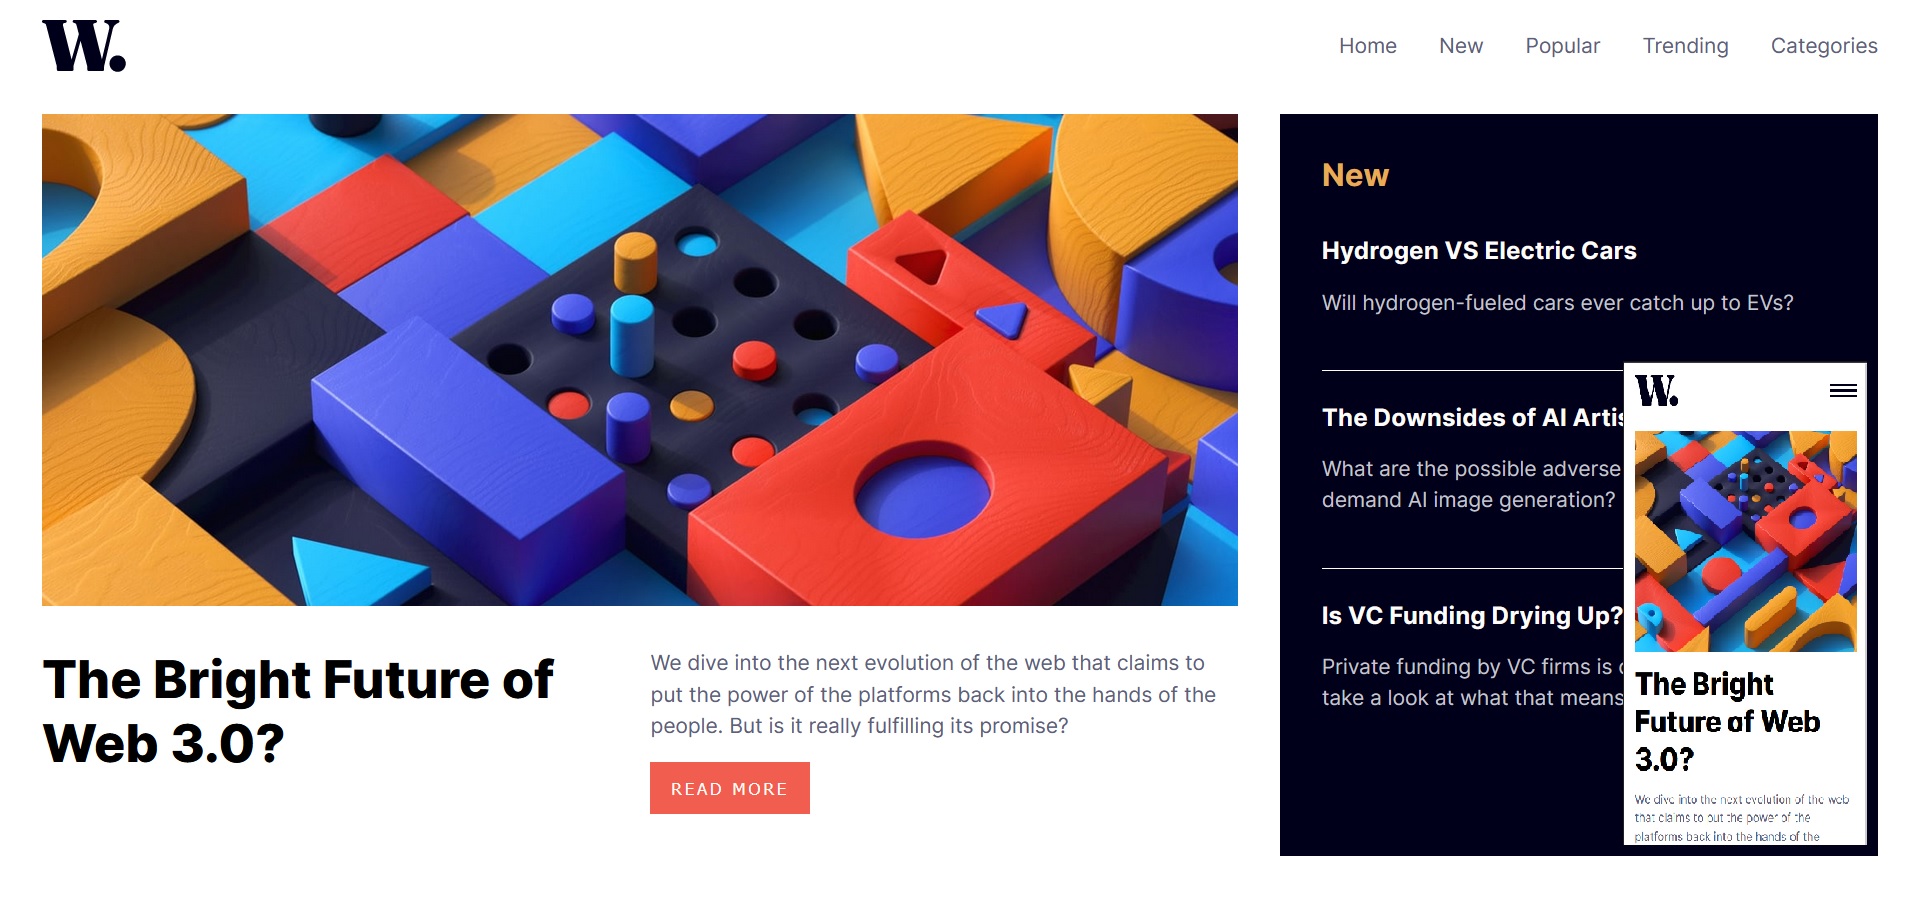 W.
Home New Popular Trending Categories
New
Hydrogen VS Electric Cars
Will hydrogen-fueled cars ever catch up to EVs?
The Downsides of AI Artis
What are the possible adverse
demand AI image generation?
Is VC Funding Drying Up?
Private funding by VC firms is
take a look at what that means
The Bright Future of
Web 3.0?
We dive into the next evolution of the web that claims to
put the power of the platforms back into the hands of the
people. But is it really fulfilling its promise?
READ MORE
W.
The Bright
Future of Web
3.0?
We dive into the next evolution of the web
that claims to put the power of the
platforms back into the hands of the